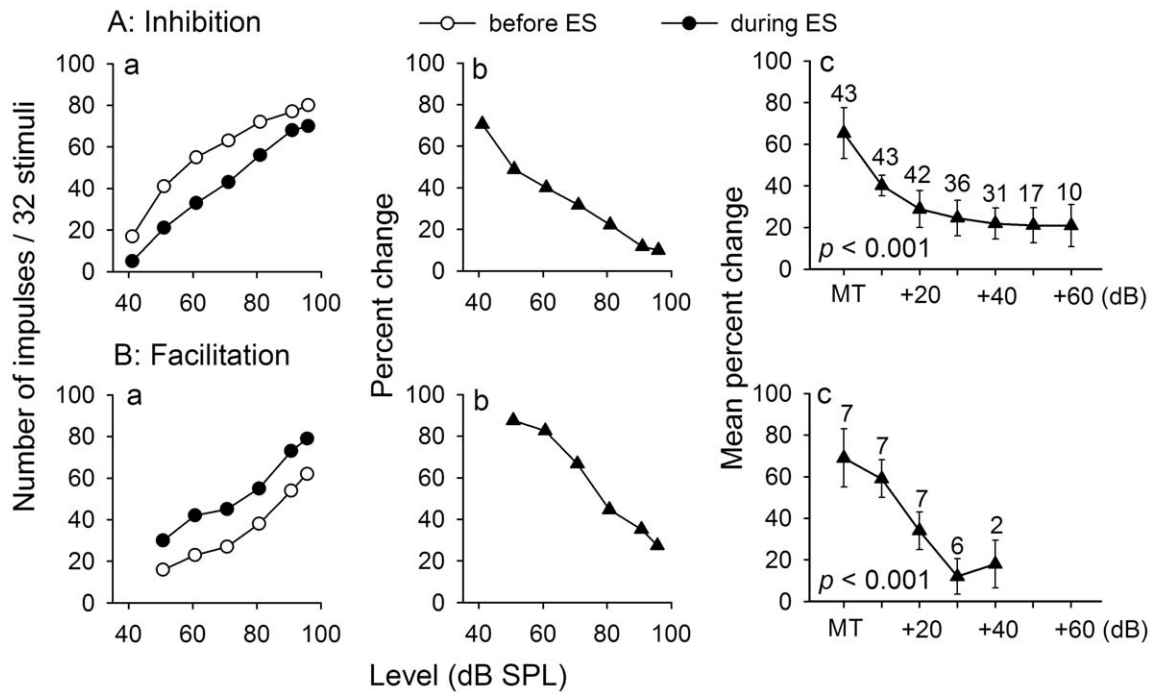 A: Inhibition
before ES
during ES
Number of impulses / 32 stimuli
a
100
80
60
40
20
0
40 60 80 100
Percent change
b
100
80
60
40
20
0
40 60 80 100
Mean percent change
c
100
80
60
40
20
0
43
43
42
36
31
17
10
p < 0.001
MT +20 +40 +60 (dB)
B: Facilitation
a
100
80
60
40
20
0
40 60 80 100
b
100
80
60
40
20
0
40 60 80 100
c
100
80
60
40
20
0
7
7
7
6
2
p < 0.001
MT +20 +40 +60 (dB)
Level (dB SPL)